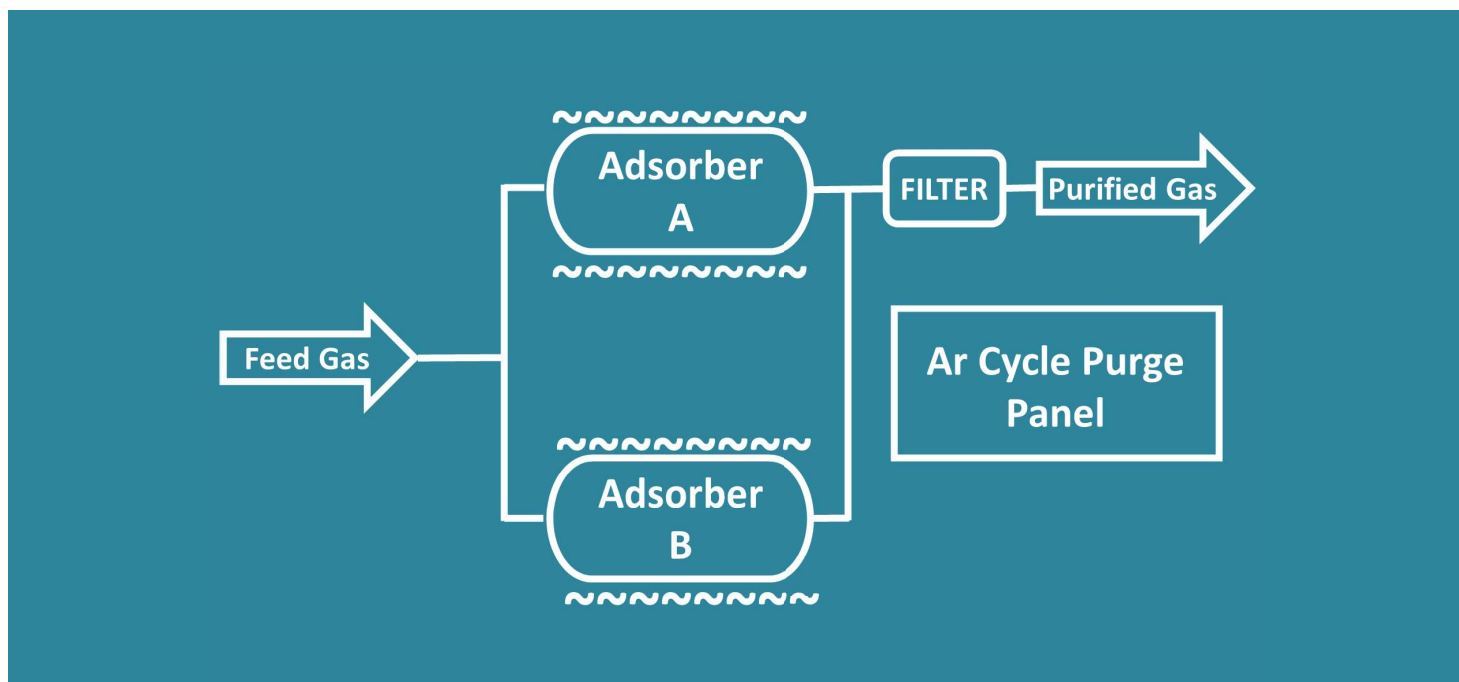 Adsorber
A
FILTER
Purified Gas
Feed Gas
Ar Cycle Purge
Panel
Adsorber
B